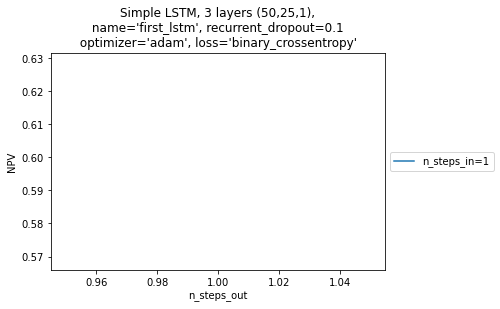 Simple LSTM, 3 layers (50,25,1),
name='first_lstm', recurrent_dropout=0.1
optimizer='adam', loss='binary_crossentropy'
0.63
0.62
0.61
0.60
0.59
0.58
0.57
NPV
n_steps_in=1
0.96
0.98
1.00
1.02
1.04
n_steps_out